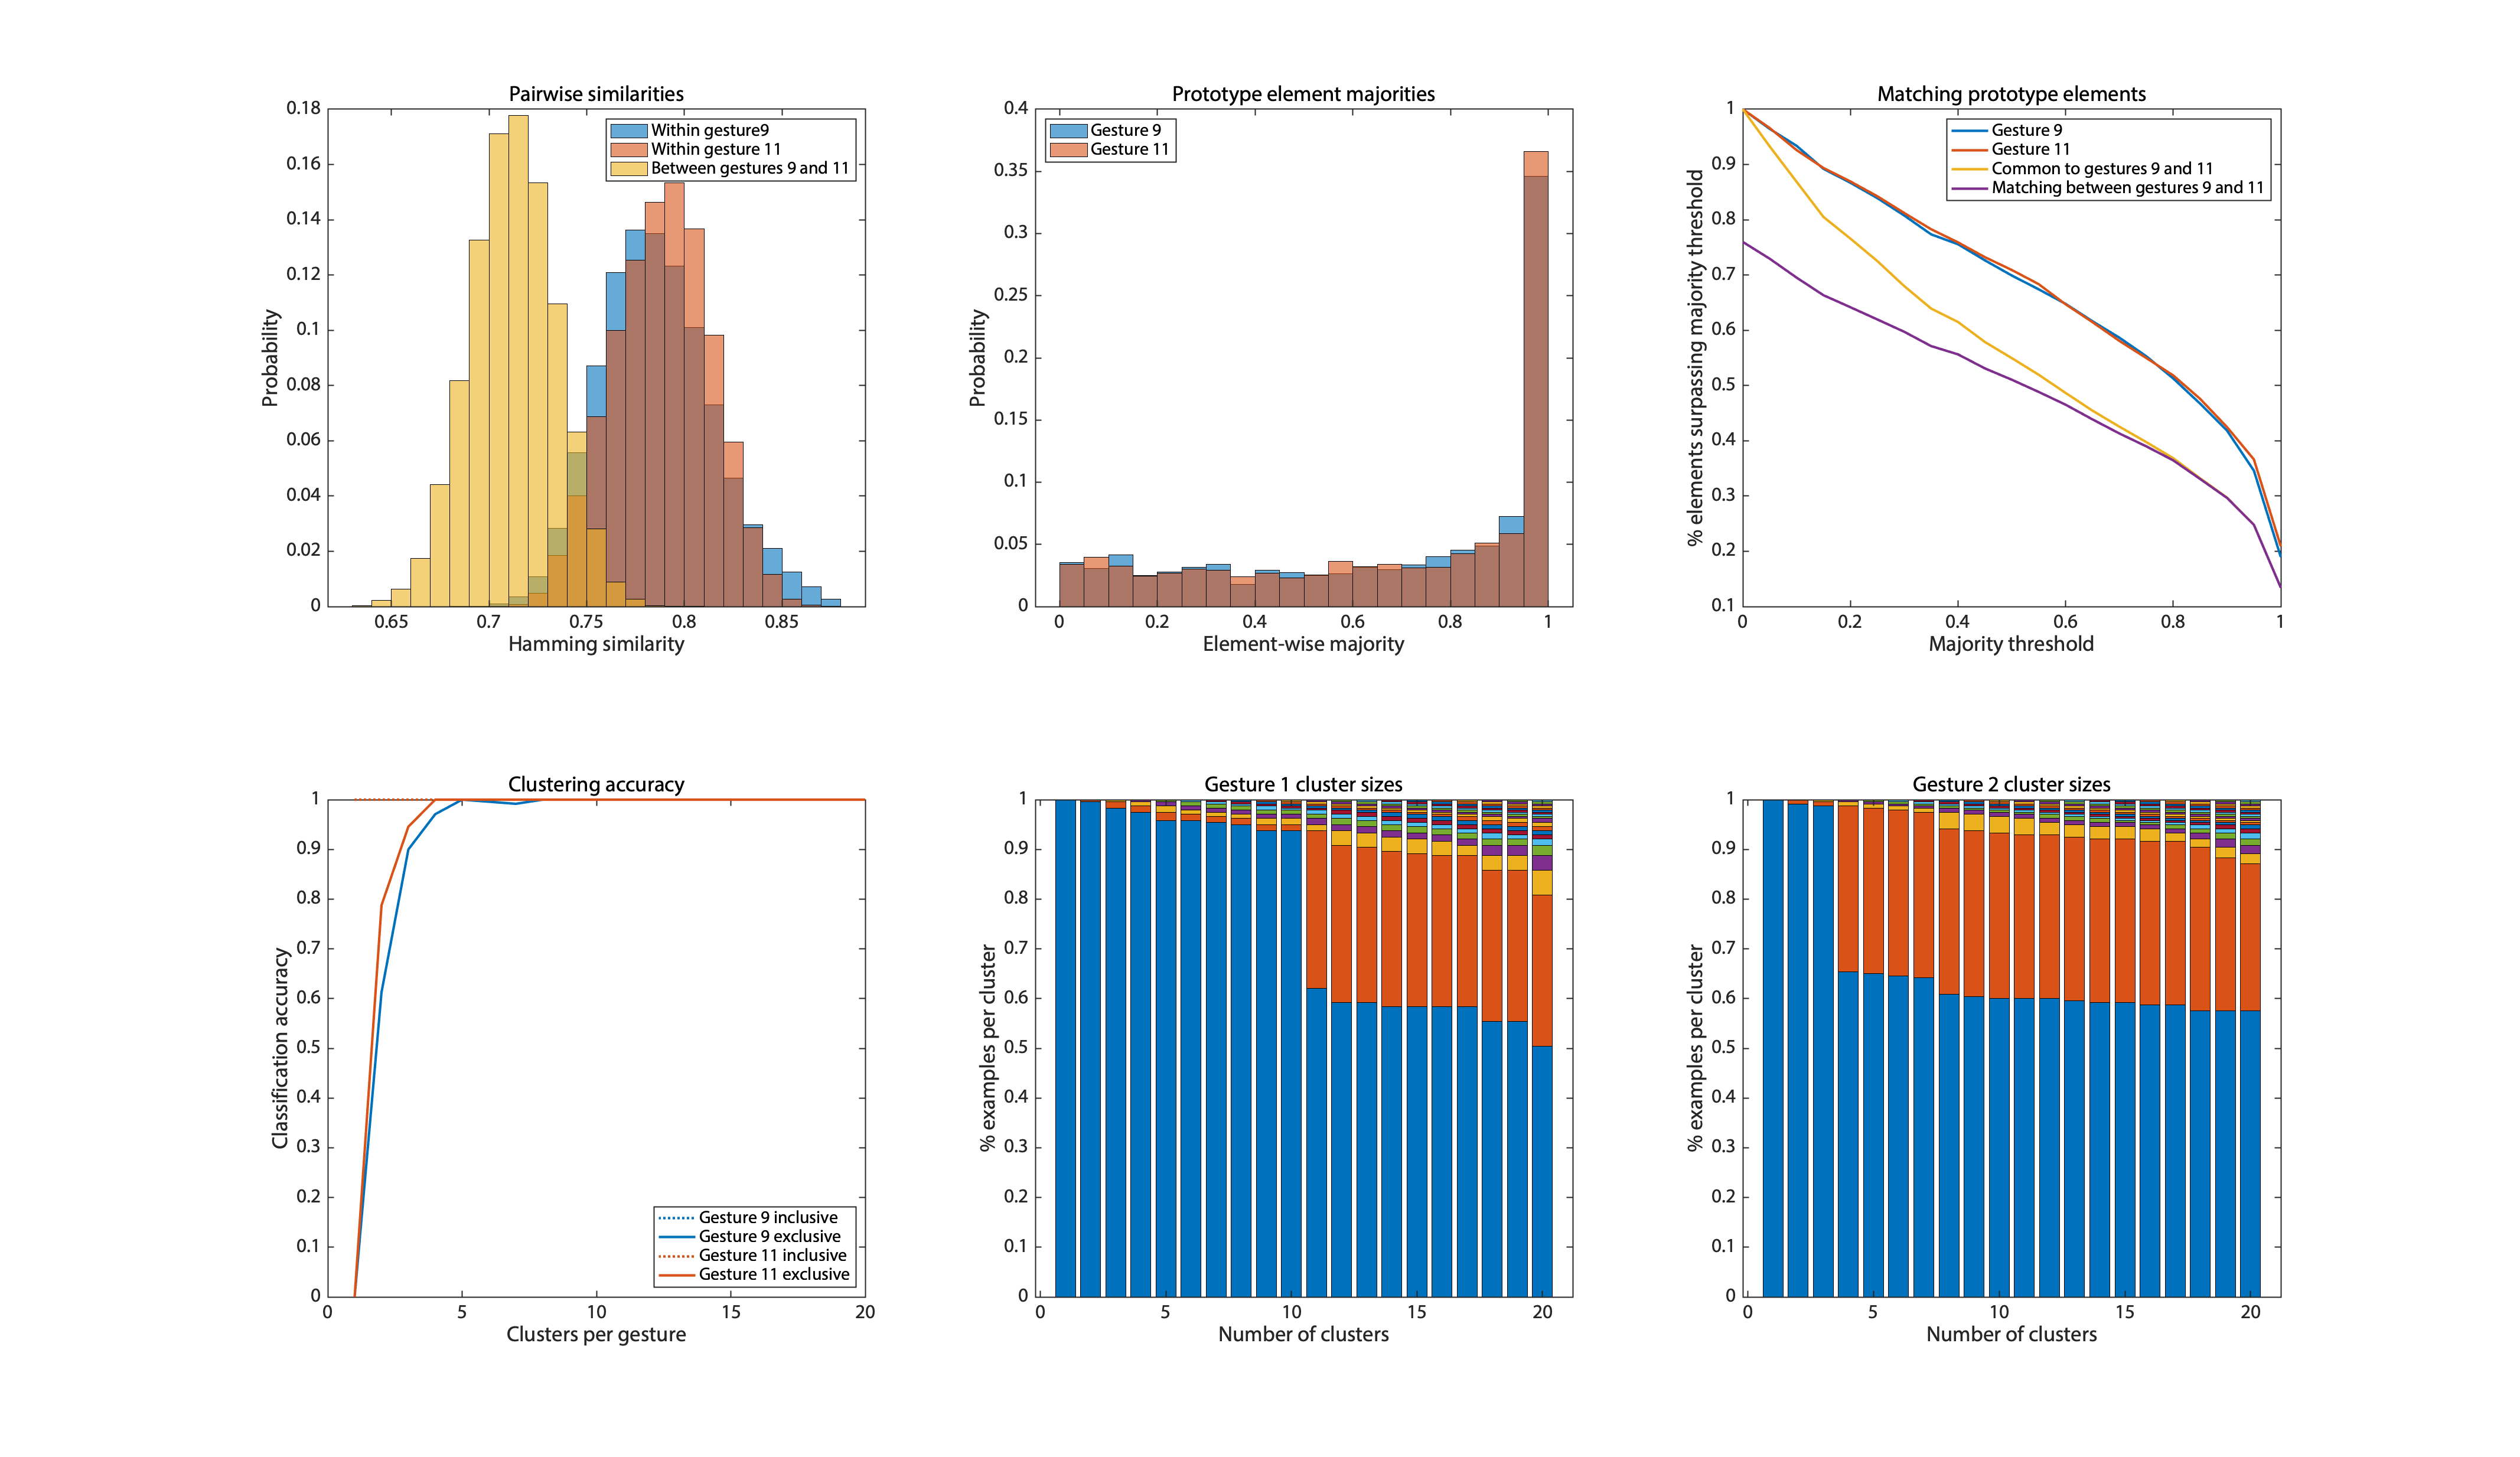 Pairwise similarities
0.18
0.16
0.14
0.12
0.1
0.08
0.06
0.04
0.02
0
Probability
Within gesture9
Within gesture 11
Between gestures 9 and 11
0.65 0.7 0.75 0.8 0.85
Hamming similarity
Prototype element majorities
0.4
0.35
0.3
0.25
0.2
0.15
0.1
0.05
0
Probability
Gesture 9
Gesture 11
0 0.2 0.4 0.6 0.8 1
Element-wise majority
Matching prototype elements
1
0.9
0.8
0.7
0.6
0.5
0.4
0.3
0.2
0.1
% elements surpassing majority threshold
Gesture 9
Gesture 11
Common to gestures 9 and 11
Matching between gestures 9 and 11
0 0.2 0.4 0.6 0.8 1
Majority threshold
Clustering accuracy
1
0.9
0.8
0.7
0.6
0.5
0.4
0.3
0.2
0.1
0
Classification accuracy
Gesture 9 inclusive
Gesture 9 exclusive
Gesture 11 inclusive
Gesture 11 exclusive
0 5 10 15 20
Clusters per gesture
Gesture 1 cluster sizes
1
0.9
0.8
0.7
0.6
0.5
0.4
0.3
0.2
0.1
0
% examples per cluster
0 5 10 15 20
Number of clusters
Gesture 2 cluster sizes
1
0.9
0.8
0.7
0.6
0.5
0.4
0.3
0.2
0.1
0
% examples per cluster
0 5 10 15 20
Number of clusters